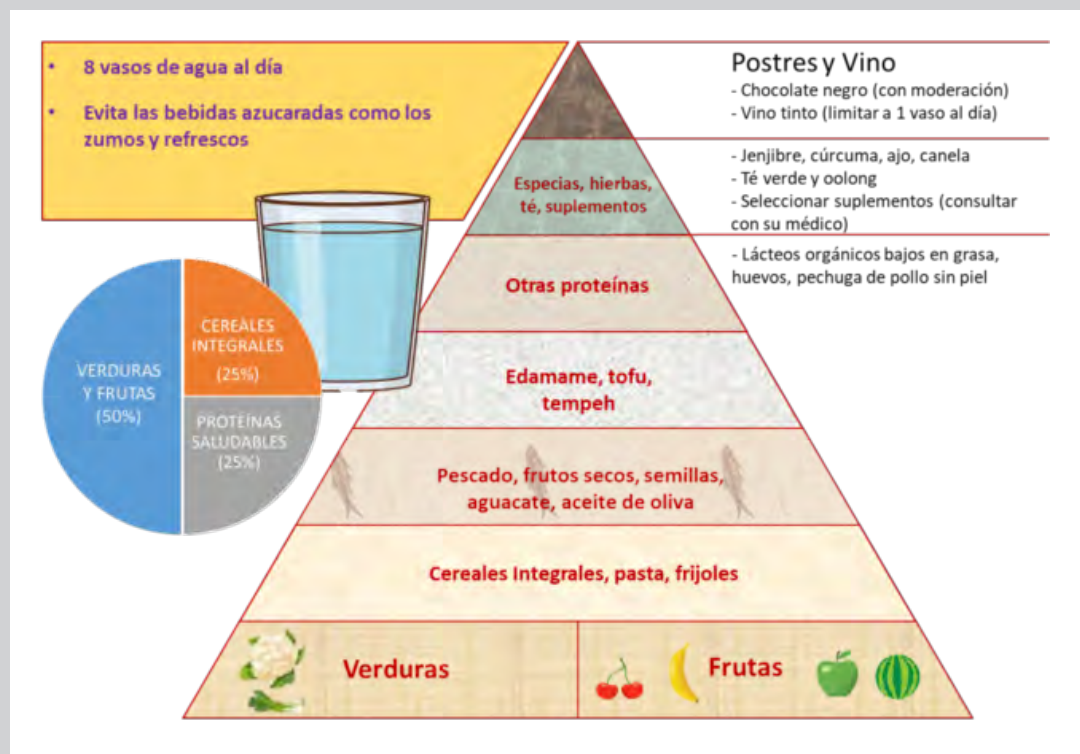 • 8 vasos de agua al día
• Evita las bebidas azucaradas como los
zumos y refrescos
Postres y Vino
- Chocolate negro (con moderación)
- Vino tinto (limitar a 1 vaso al día)
Especias, hierbas,
té, suplementos
- Jenjibre, cúrcuma, ajo, canela
- Té verde y oolong
- Seleccionar suplementos (consultar
con su médico)
Otras proteínas
- Lácteos orgánicos bajos en grasa,
huevos, pechuga de pollo sin piel
VERDURAS
Y FRUTAS
(50%)
CEREALES
INTEGRALES
(25%)
PROTEÍNAS
SALUDABLES
(25%)
Edamame, tofu,
tempeh
Pescado, frutos secos, semillas,
aguacate, aceite de oliva
Cereales Integrales, pasta, frijoles
Verduras
Frutas